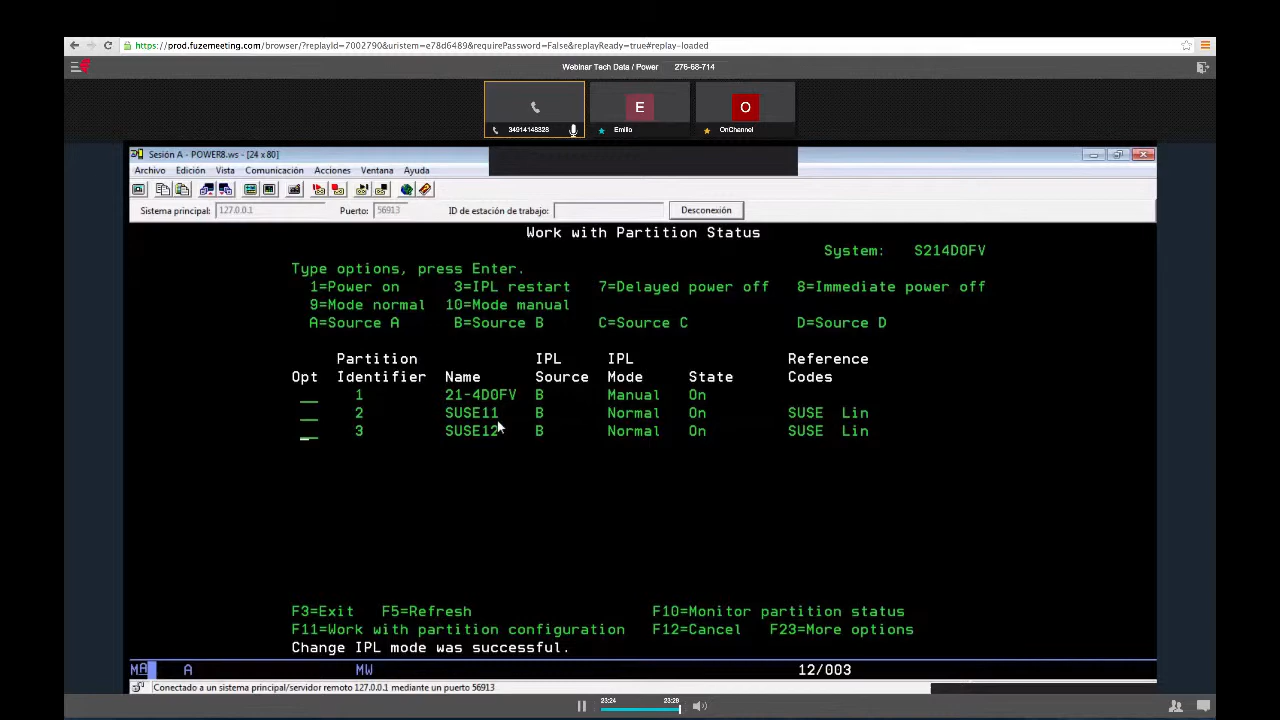 https://prod.fuzemeeting.com/browser/?replayId=7002790&uristem=e78d6489&requirePassword=False&replayReady=true#replay-loaded
Webinar Tech Data / Power 276-68-714
E O
34914148328 Emilio OnChannel
Sesión A - POWER8.ws - [24 x 80]
Archivo Edición Vista Comunicación Acciones Ventana Ayuda
Sistema principal: 127.0.0.1 Puerto: 56913 ID de estación de trabajo: Desconexión
Work with Partition Status
System: S214D0FV
Type options, press Enter.
1=Power on 3=IPL restart 7=Delayed power off 8=Immediate power off
9=Mode normal 10=Mode manual
A=Source A B=Source B C=Source C D=Source D
Partition IPL IPL Reference
Opt Identifier Name Source Mode State Codes
1 21-4D0FV B Manual On
2 SUSE11 B Normal On SUSE Lin
3 SUSE12 B Normal On SUSE Lin
F3=Exit F5=Refresh F10=Monitor partition status
F11=Work with partition configuration F12=Cancel F23=More options
Change IPL mode was successful.
MA A MW 12/003
Conectado a un sistema principal/servidor remoto 127.0.0.1 mediante un puerto 56913
23:24 23:28